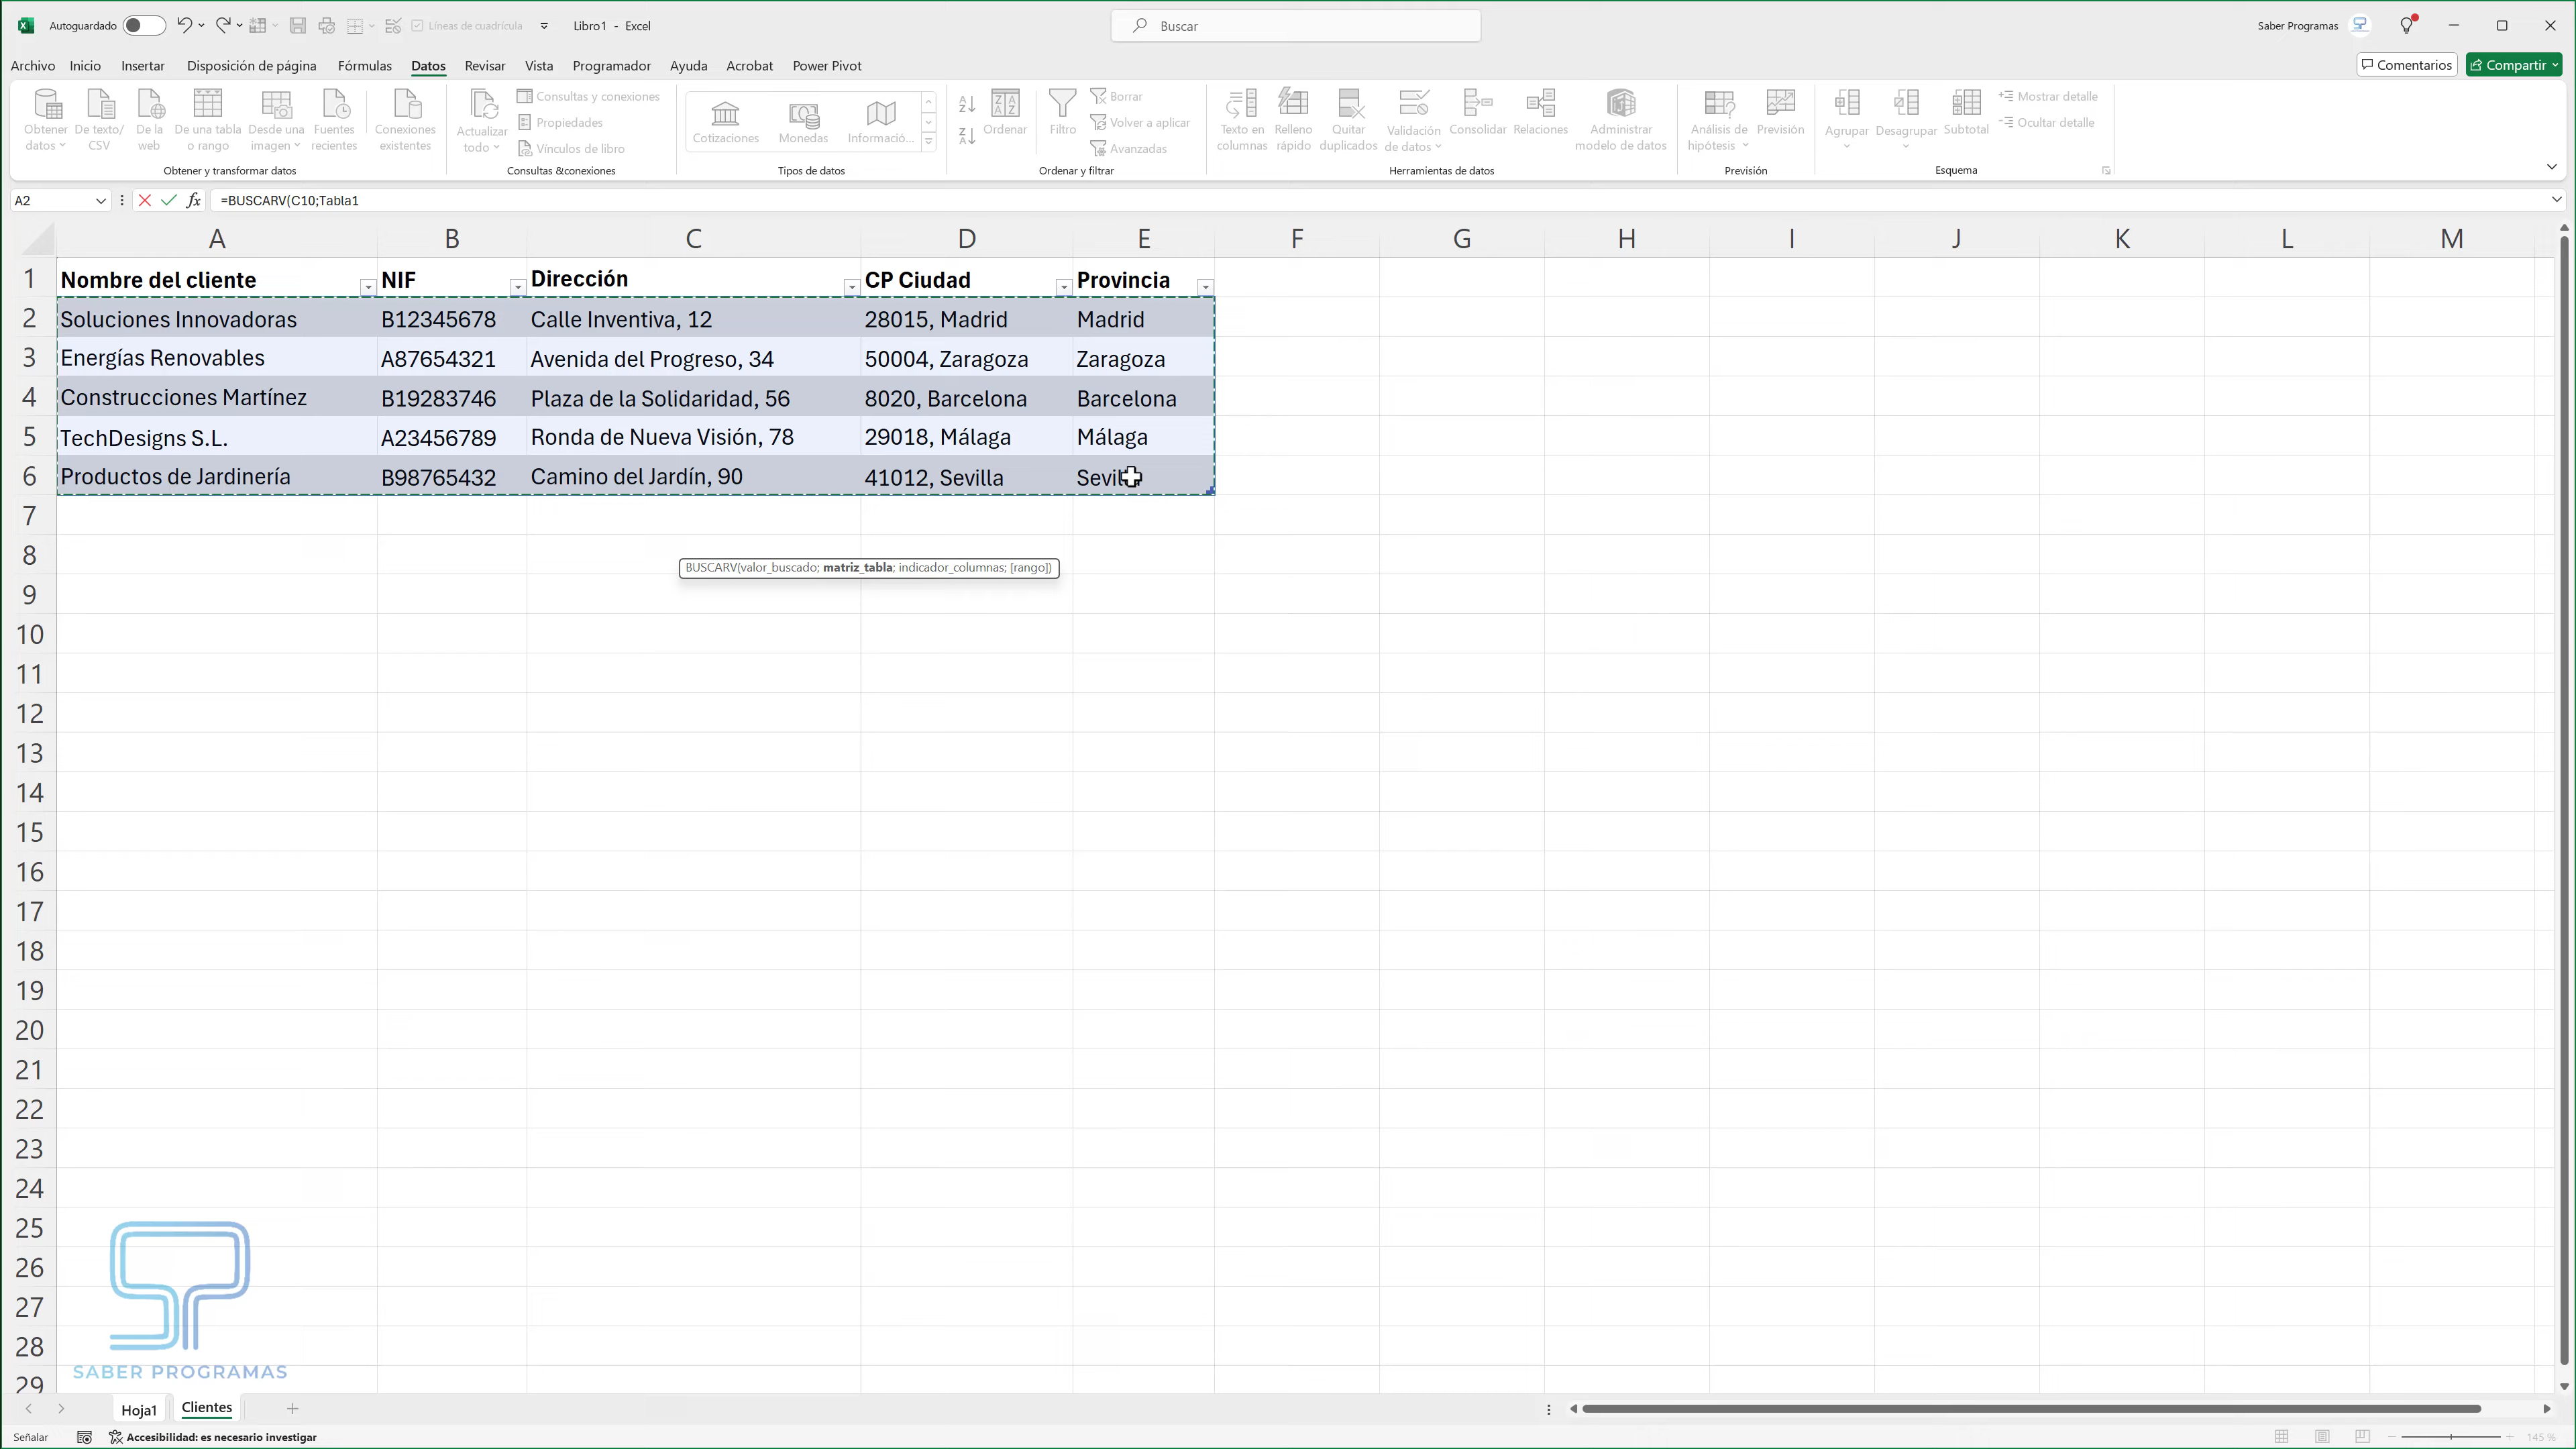 Autoguardado Líneas de cuadrícula Libro1 - Excel Buscar Saber Programas
Archivo Inicio Insertar Disposición de página Fórmulas Datos Revisar Vista Programador Ayuda Acrobat Power Pivot Comentarios Compartir
Obtener datos De texto/CSV De la web De una tabla o rango Desde una imagen Fuentes recientes Conexiones existentes
Obtener y transformar datos
Actualizar todo Consultas y conexiones
Propiedades
Vínculos de libro
Consultas &conexiones
Cotizaciones Monedas Informació...
Tipos de datos
Ordenar Filtro Borrar
Volver a aplicar
Avanzadas
Ordenar y filtrar
Texto en columnas Relleno rápido Quitar duplicados Validación de datos Consolidar Relaciones Administrar modelo de datos
Herramientas de datos
Análisis de hipótesis Previsión
Previsión
Agrupar Desagrupar Subtotal Mostrar detalle
Ocultar detalle
Esquema
A2 fx =BUSCARV(C10;Tabla1
A B C D E F G H I J K L M
1 Nombre del cliente NIF Dirección CP Ciudad Provincia
2 Soluciones Innovadoras B12345678 Calle Inventiva, 12 28015, Madrid Madrid
3 Energías Renovables A87654321 Avenida del Progreso, 34 50004, Zaragoza Zaragoza
4 Construcciones Martínez B19283746 Plaza de la Solidaridad, 56 8020, Barcelona Barcelona
5 TechDesigns S.L. A23456789 Ronda de Nueva Visión, 78 29018, Málaga Málaga
6 Productos de Jardinería B98765432 Camino del Jardín, 90 41012, Sevilla
7
8 BUSCARV(valor_buscado; matriz_tabla; indicador_columnas; [rango])
9
10
11
12
13
14
15
16
17
18
19
20
21
22
23
24
25
26
27
28
SABER PROGRAMAS
29
Hoja1 Clientes
Señalar Accesibilidad: es necesario investigar 145 %